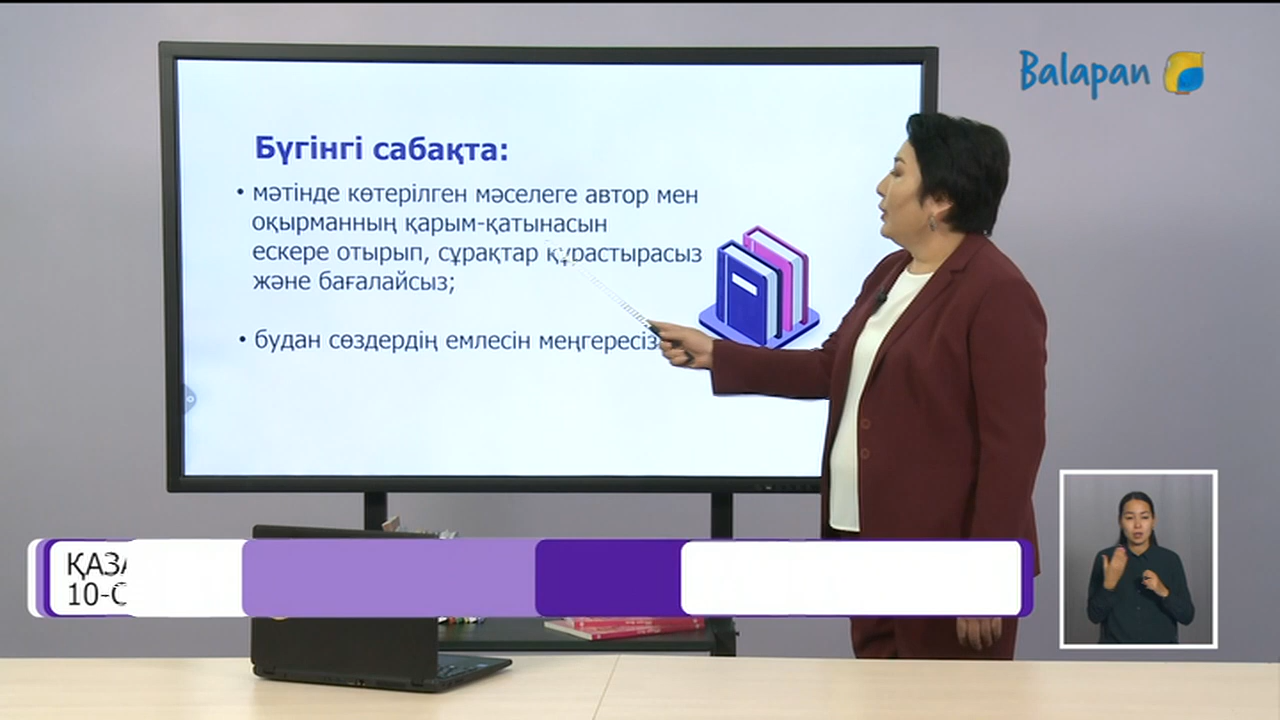 Balapan
Бүгінгі сабақта:
• мәтінде көтерілген мәселеге автор мен
оқырманның қарым-қатынасын
ескере отырып, сұрақтар құрастырасыз
және бағалайсыз;
• будан сөздердің емлесін меңгересіз